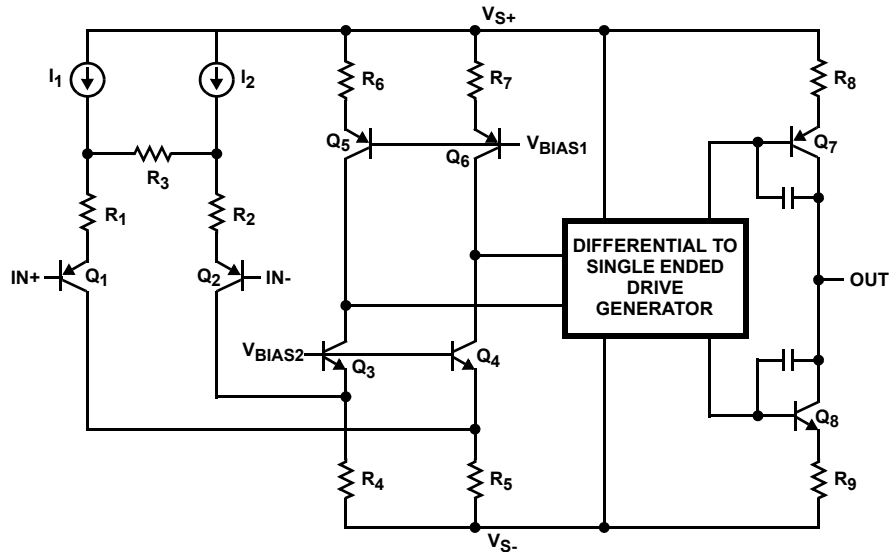 VS+
I1
I2
R6
R7
R8
Q5
Q6
VBIAS1
Q7
R3
R1
R2
DIFFERENTIAL TO
SINGLE ENDED
DRIVE
GENERATOR
IN+
Q1
Q2
IN-
OUT
VBIAS2
Q3
Q4
Q8
R4
R5
R9
VS-